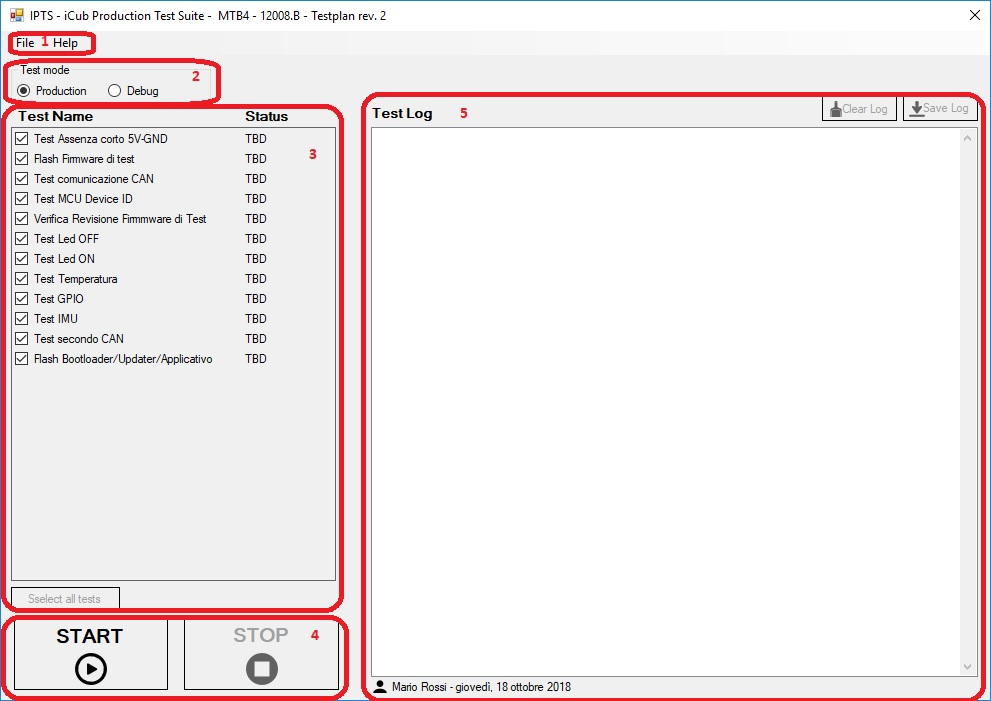 IPTS - iCub Production Test Suite -  MTB4 - 12008.B - Testplan rev. 2
File 1 Help
Test mode 2
Production Debug
Test Name Status
Test Assenza corto 5V-GND TBD
3
Flash Firmware di test TBD
Test comunicazione CAN TBD
Test MCU Device ID TBD
Verifica Revisione Firmmware di Test TBD
Test Led OFF TBD
Test Led ON TBD
Test Temperatura TBD
Test GPIO TBD
Test IMU TBD
Test secondo CAN TBD
Flash Bootloader/Updater/Applicativo TBD
Sselect all tests
START
STOP 4
Test Log 5
Clear Log Save Log
Mario Rossi - giovedì, 18 ottobre 2018